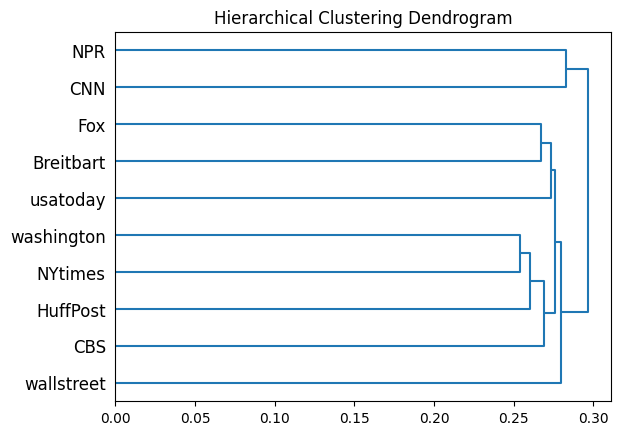 Hierarchical Clustering Dendrogram
NPR
CNN
Fox
Breitbart
usatoday
washington
NYtimes
HuffPost
CBS
wallstreet
0.00 0.05 0.10 0.15 0.20 0.25 0.30